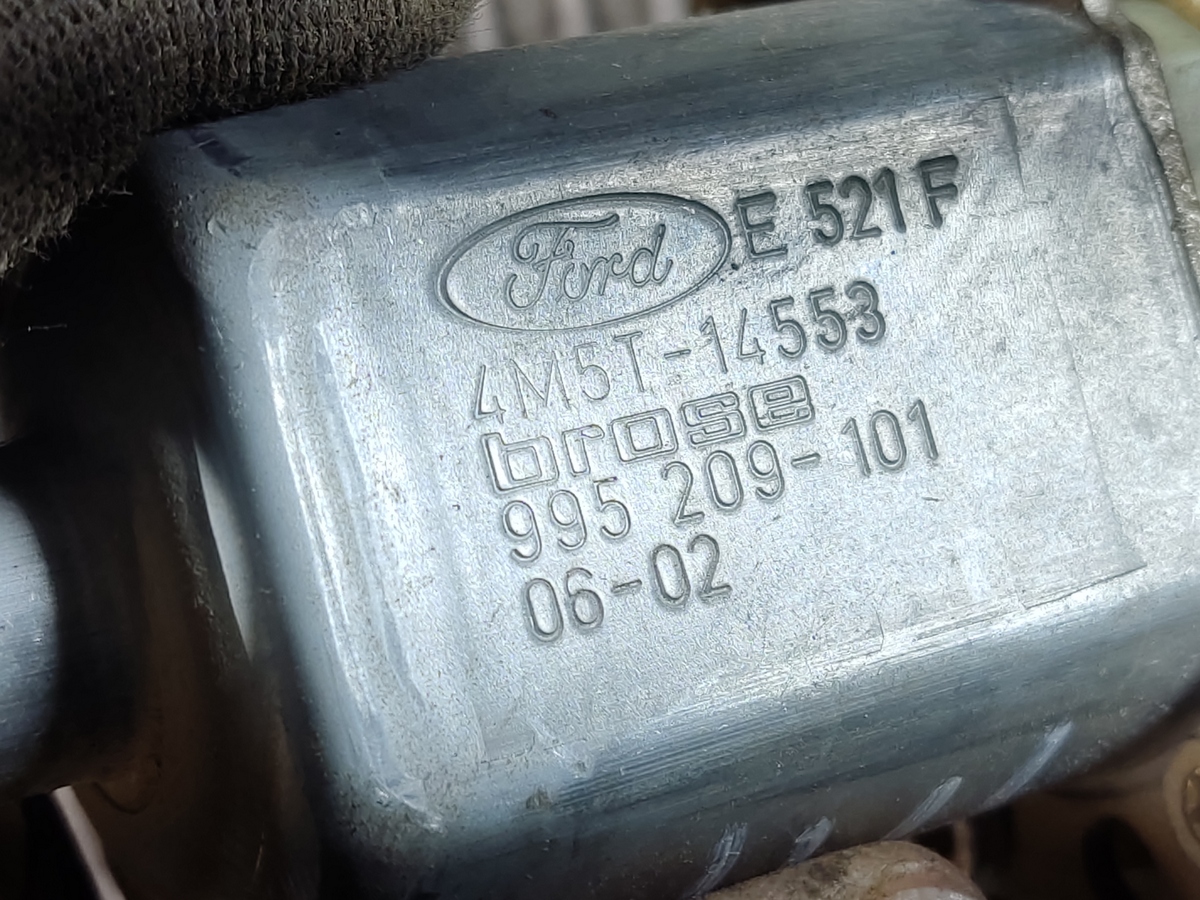 Ford E 521 F
4M5T-14553
brose
995 209-101
06-02